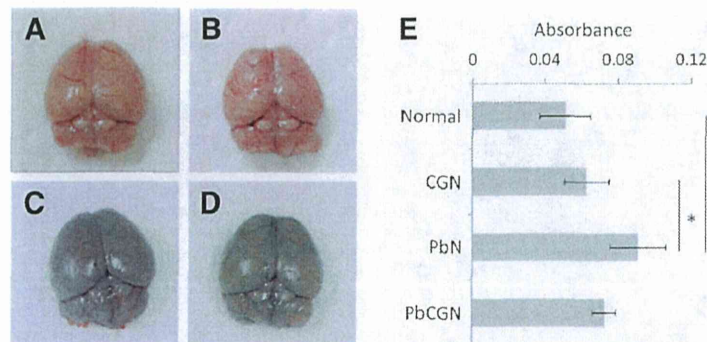 A
B
C
D
E
Absorbance
0
0.04
0.08
0.12
Normal
CGN
PbN
PbCGN
*